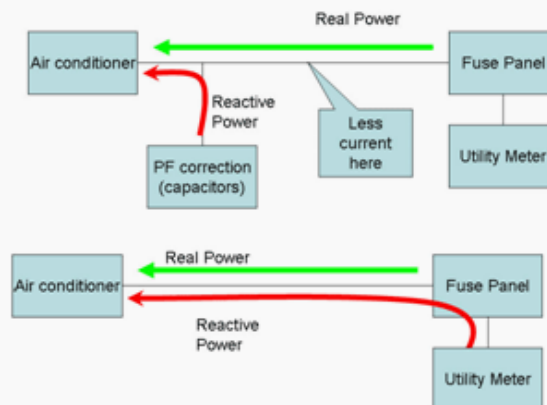 Real Power
Air conditioner
Fuse Panel
Reactive
Power
Less
current
here
PF correction
(capacitors)
Utility Meter
Real Power
Air conditioner
Fuse Panel
Reactive
Power
Utility Meter